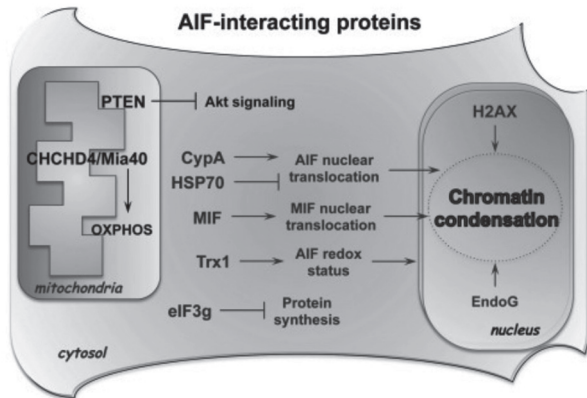 AIF-interacting proteins
PTEN
Akt signaling
CHCHD4/Mia40
OXPHOS
mitochondria
CypA
HSP70
AIF nuclear
translocation
MIF
MIF nuclear
translocation
Trx1
AIF redox
status
eIF3g
Protein
synthesis
cytosol
H2AX
Chromatin
condensation
EndoG
nucleus